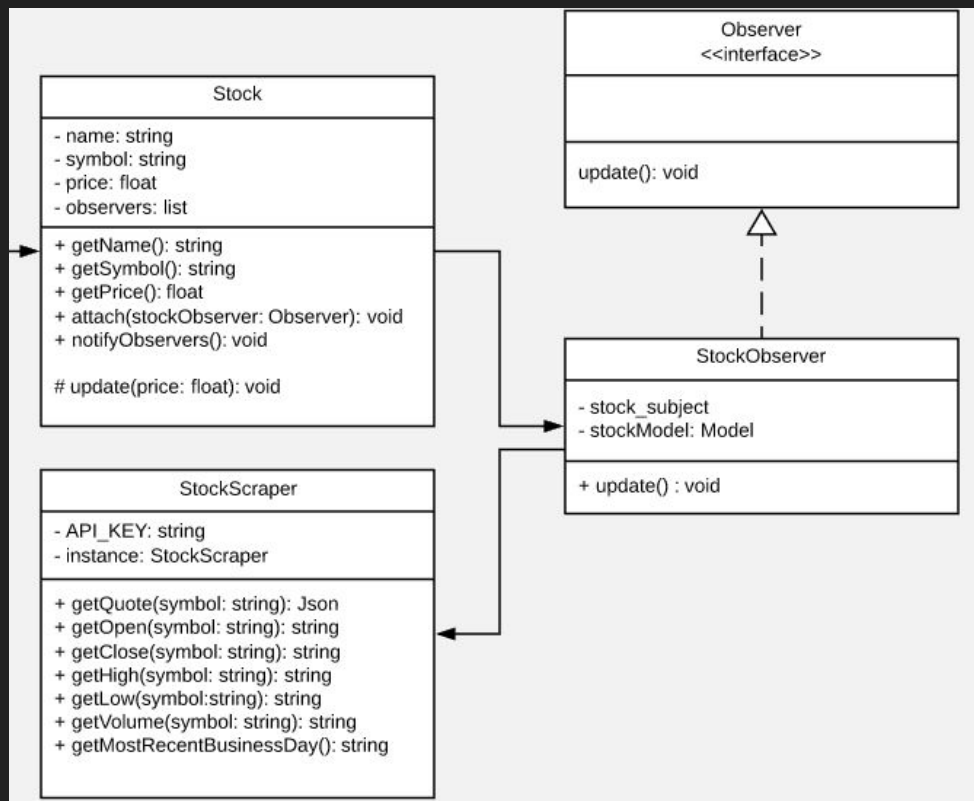 Observer
<<interface>>
update(): void
Stock
- name: string
- symbol: string
- price: float
- observers: list
+ getName(): string
+ getSymbol(): string
+ getPrice(): float
+ attach(stockObserver: Observer): void
+ notifyObservers(): void
# update(price: float): void
StockObserver
- stock_subject
- stockModel: Model
+ update() : void
StockScraper
- API_KEY: string
- instance: StockScraper
+ getQuote(symbol: string): Json
+ getOpen(symbol: string): string
+ getClose(symbol: string): string
+ getHigh(symbol: string): string
+ getLow(symbol:string): string
+ getVolume(symbol: string): string
+ getMostRecentBusinessDay(): string